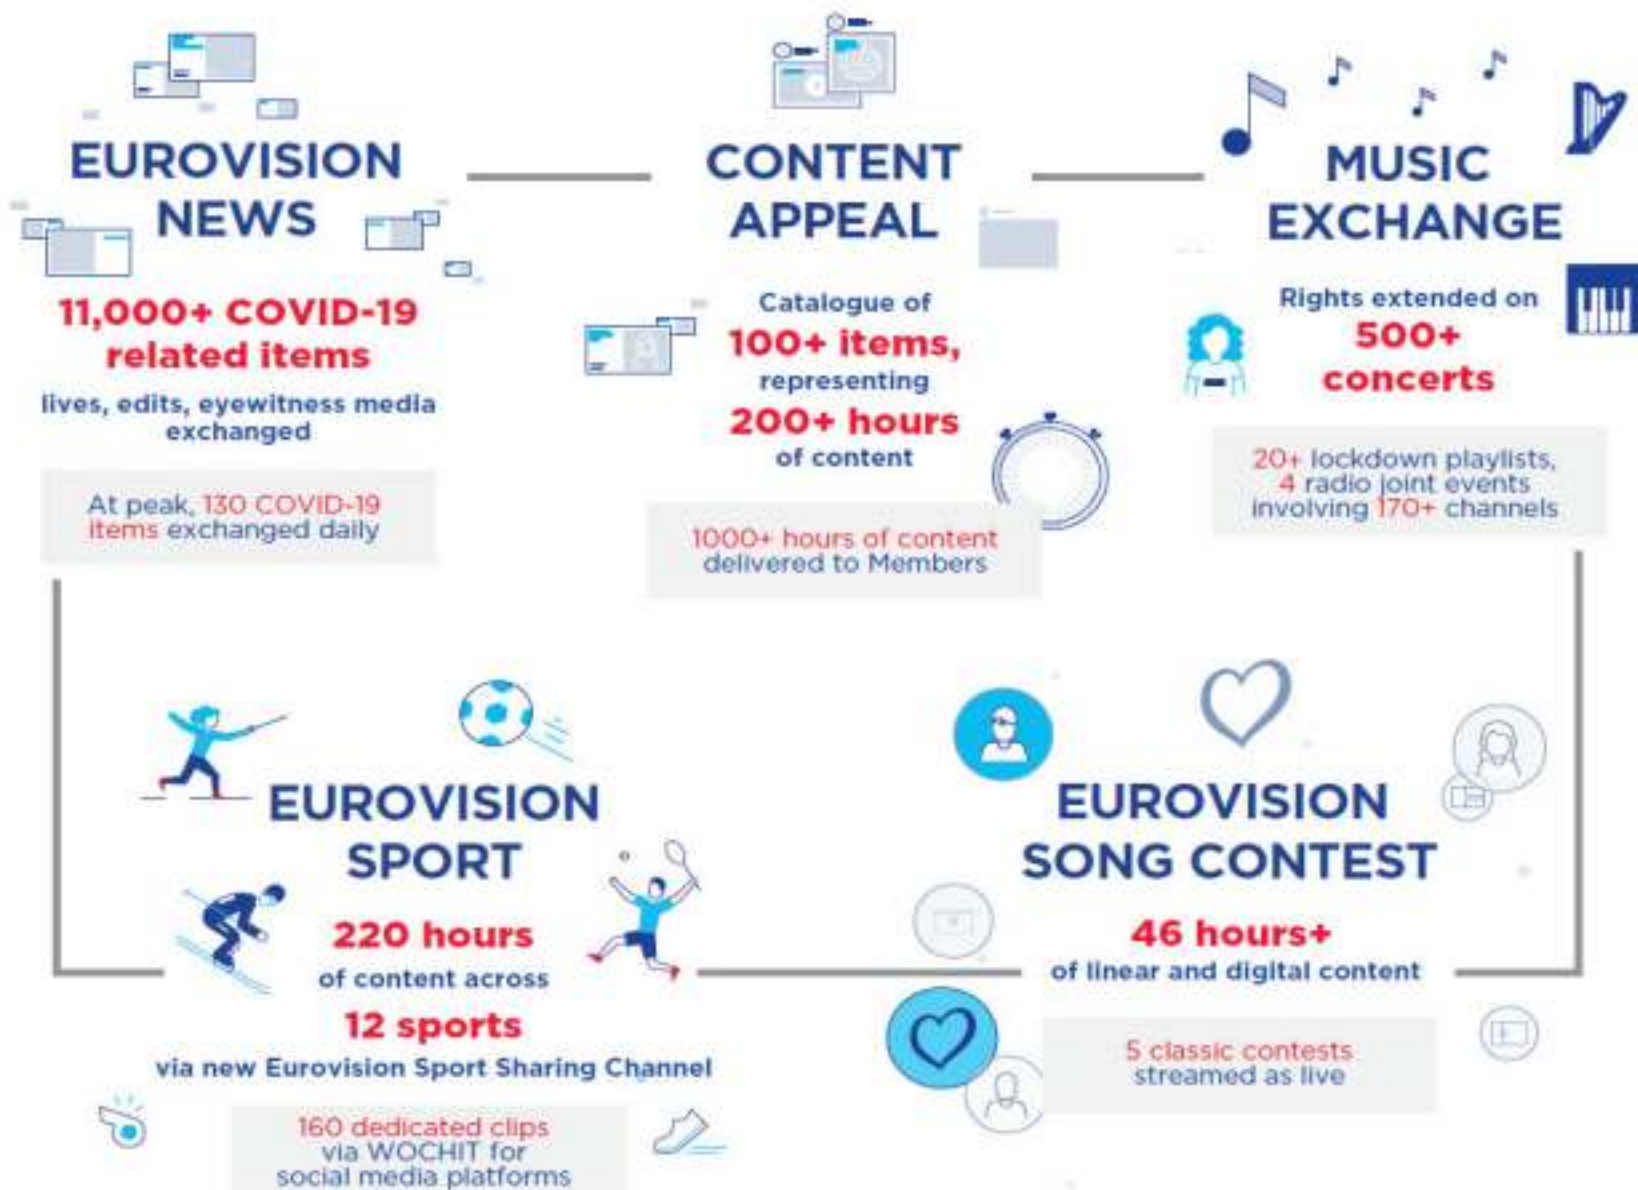 EUROVISION
NEWS
11,000+ COVID-19
related items
lives, edits, eyewitness media
exchanged
At peak, 130 COVID-19
items exchanged daily
CONTENT
APPEAL
Catalogue of
100+ items,
representing
200+ hours
of content
1000+ hours of content
delivered to Members
MUSIC
EXCHANGE
Rights extended on
500+
concerts
20+ lockdown playlists,
4 radio joint events
involving 170+ channels
EUROVISION
SPORT
220 hours
of content across
12 sports
via new Eurovision Sport Sharing Channel
160 dedicated clips
via WOCHIT for
social media platforms
EUROVISION
SONG CONTEST
46 hours+
of linear and digital content
5 classic contests
streamed as live